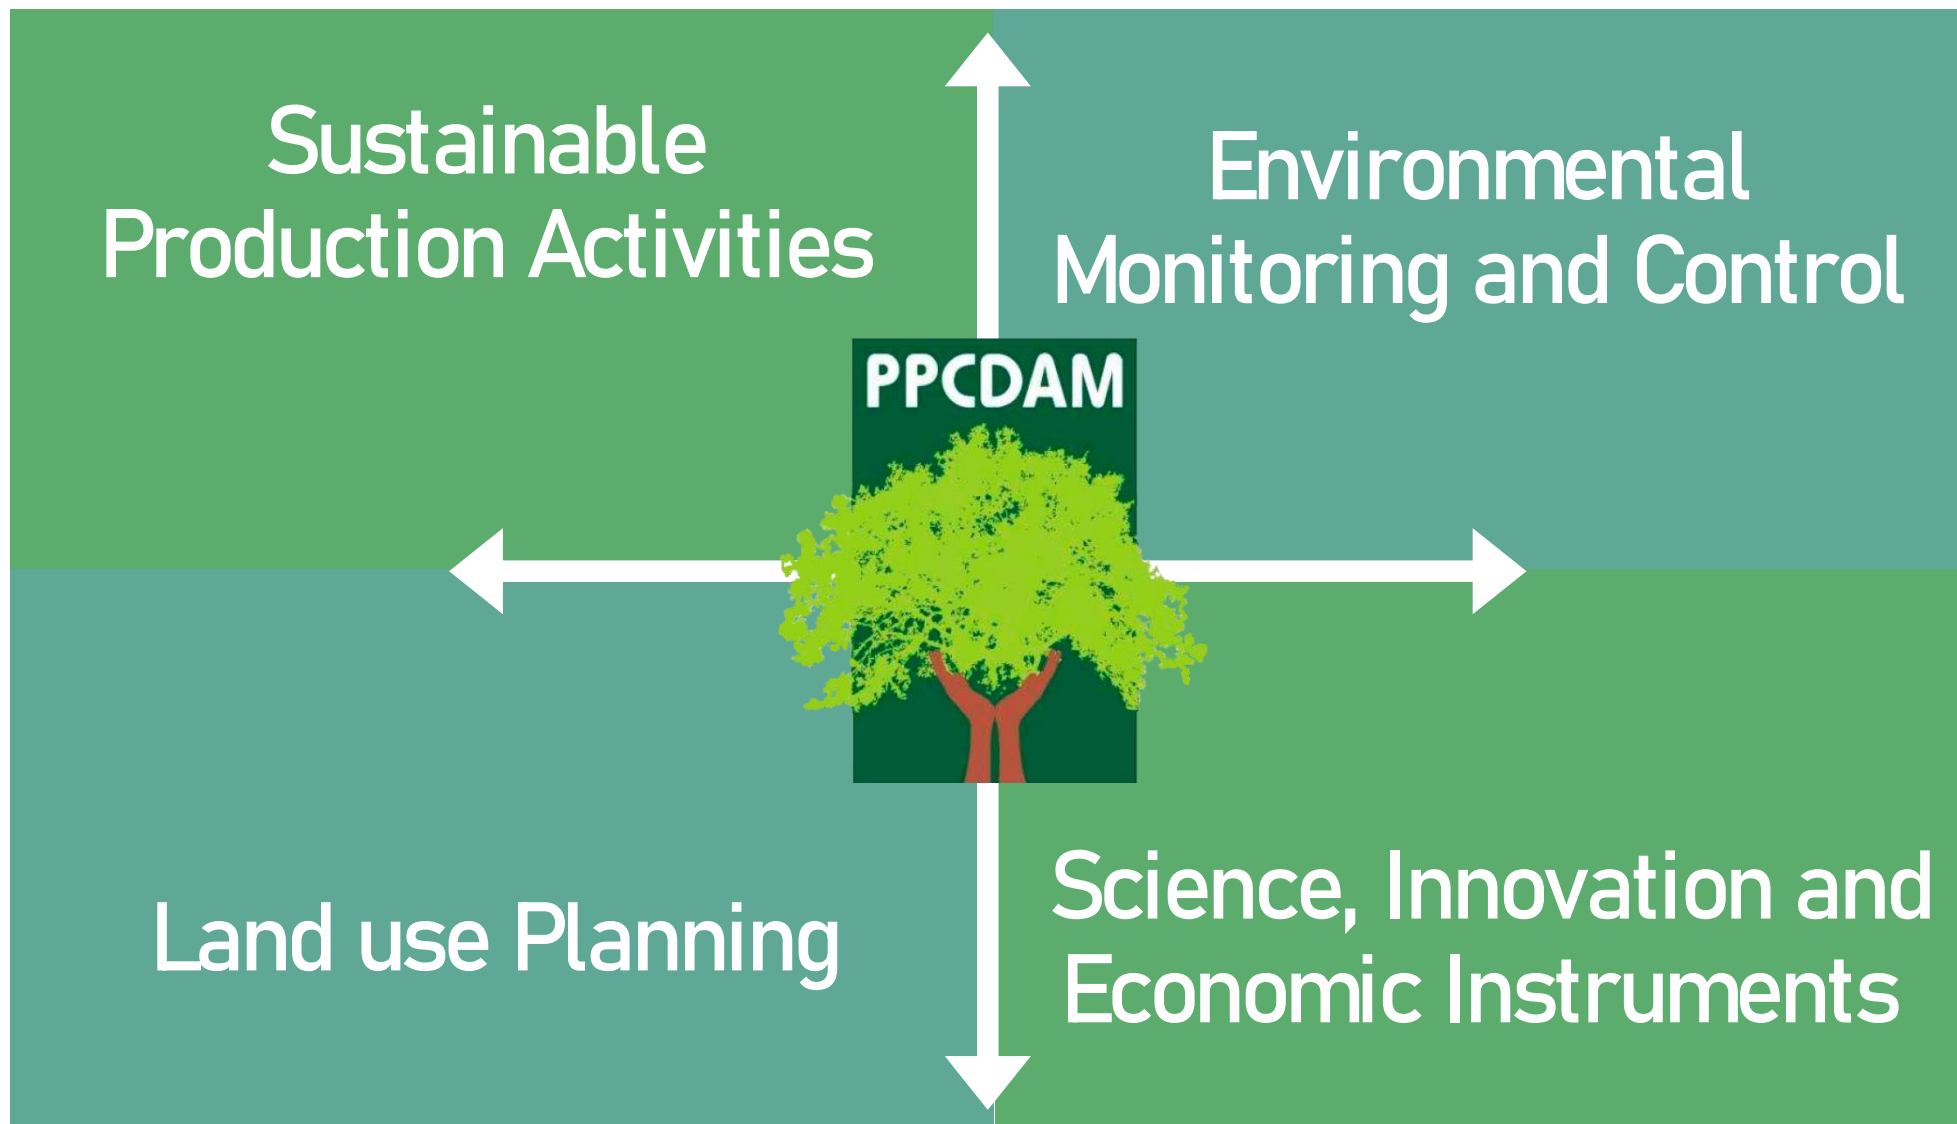 Sustainable
Production Activities
Environmental
Monitoring and Control
PPCDAM
Land use Planning
Science, Innovation and
Economic Instruments